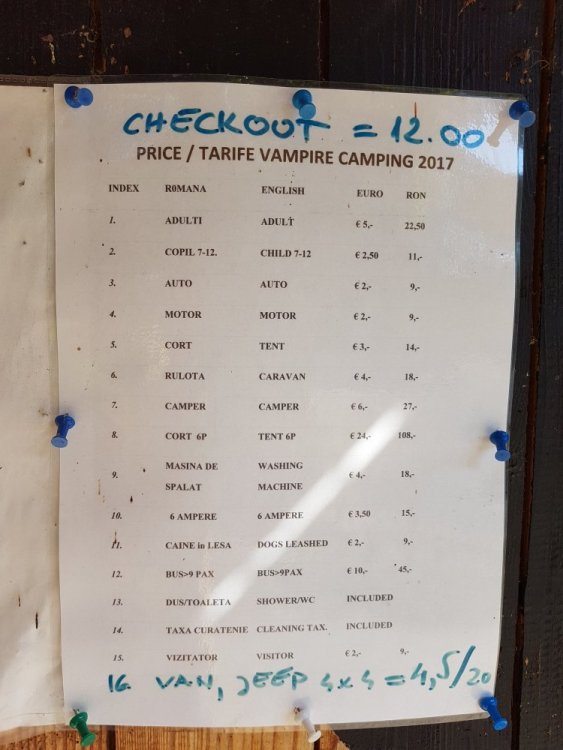 CHECKOUT = 12.00
PRICE / TARIFE VAMPIRE CAMPING 2017
INDEX R0MANA ENGLISH EURO RON
1. ADULTI ADULT € 5,- 22,50
2. COPIL 7-12. CHILD 7-12 € 2,50 11,-
3. AUTO AUTO € 2,- 9,-
4. MOTOR MOTOR € 2,- 9,-
5. CORT TENT € 3,- 14,-
6. RULOTA CARAVAN € 4,- 18,-
7. CAMPER CAMPER € 6,- 27,-
8. CORT 6P TENT 6P € 24,- 108,-
9. MASINA DE SPALAT WASHING MACHINE € 4,- 18,-
10. 6 AMPERE 6 AMPERE € 3,50 15,-
11. CAINE in LESA DOGS LEASHED € 2,- 9,-
12. BUS>9 PAX BUS>9PAX € 10,- 45,-
13. DUS/TOALETA SHOWER/WC INCLUDED
14. TAXA CURATENIE CLEANING TAX. INCLUDED
15. VIZITATOR VISITOR € 2,- 9,-
16. VAN, JEEP 4x4 = 4,5/20